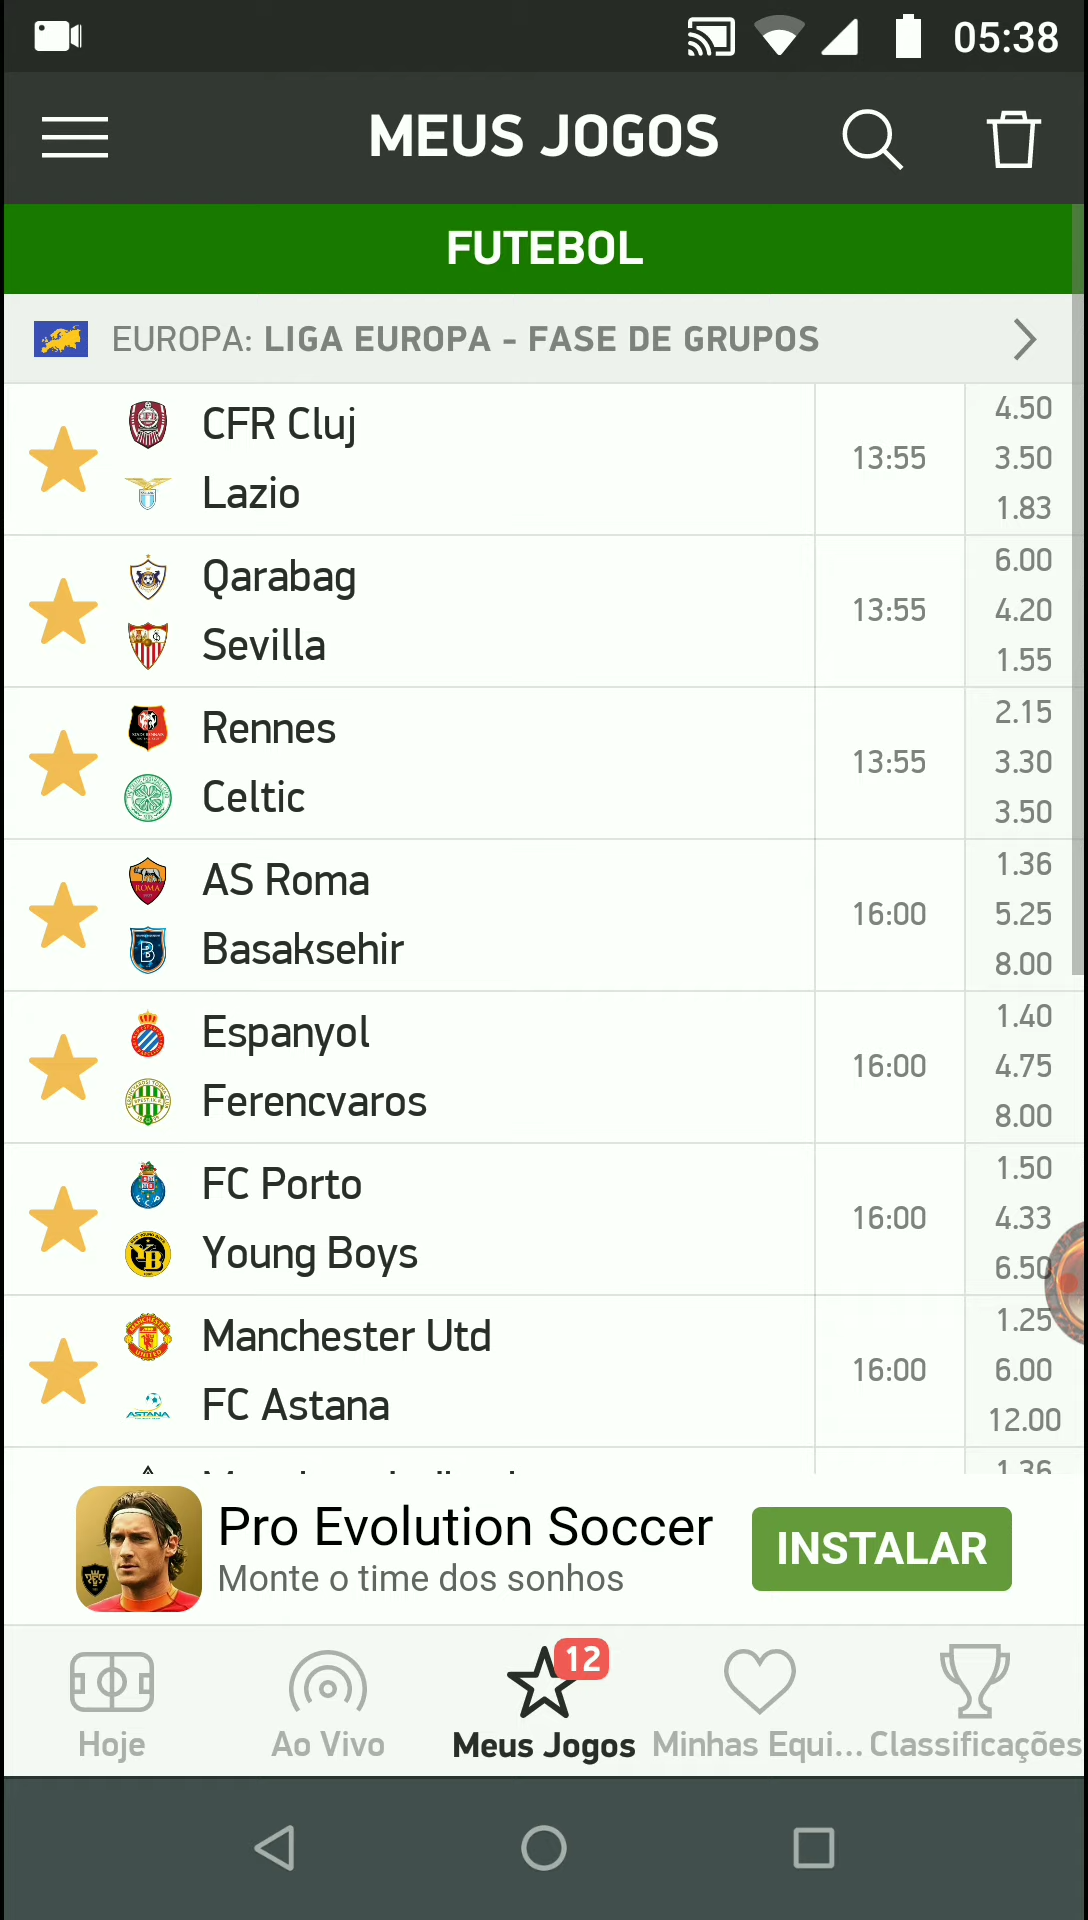 05:38
MEUS JOGOS
FUTEBOL
EUROPA: LIGA EUROPA - FASE DE GRUPOS
CFR Cluj
Lazio
13:55
4.50
3.50
1.83
Qarabag
Sevilla
13:55
6.00
4.20
1.55
Rennes
Celtic
13:55
2.15
3.30
3.50
AS Roma
Basaksehir
16:00
1.36
5.25
8.00
Espanyol
Ferencvaros
16:00
1.40
4.75
8.00
FC Porto
Young Boys
16:00
1.50
4.33
6.50
Manchester Utd
FC Astana
16:00
1.25
6.00
12.00
1.36
Pro Evolution Soccer
Monte o time dos sonhos
INSTALAR
12
Hoje
Ao Vivo
Meus Jogos
Minhas Equi...
Classificações